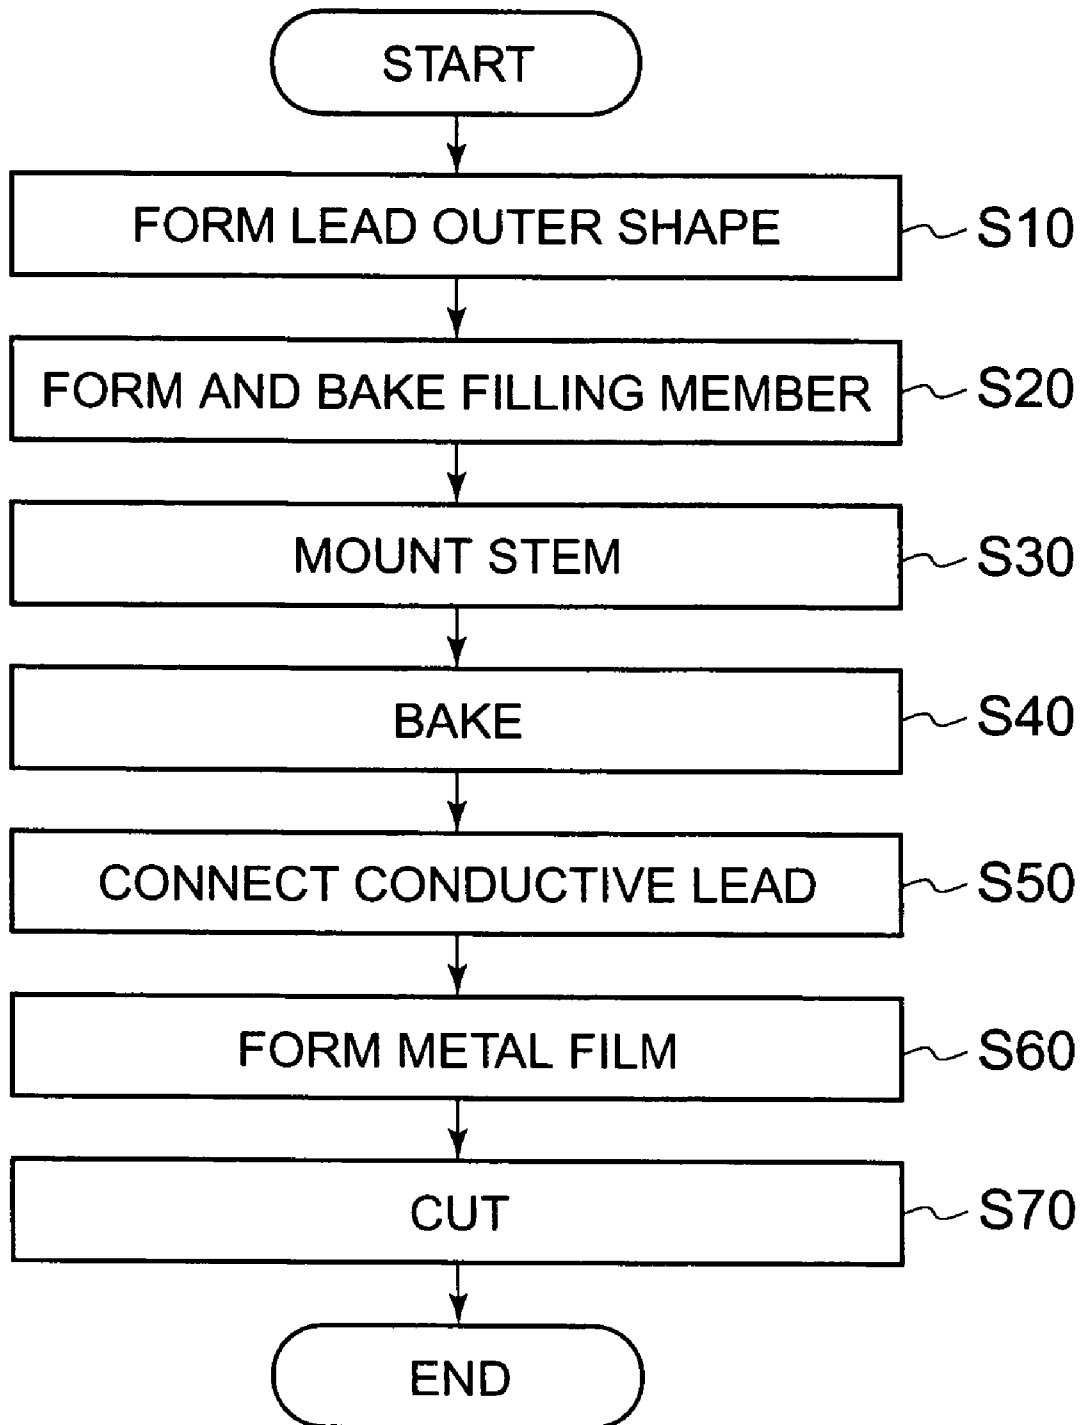 START
FORM LEAD OUTER SHAPE S10
FORM AND BAKE FILLING MEMBER S20
MOUNT STEM S30
BAKE S40
CONNECT CONDUCTIVE LEAD S50
FORM METAL FILM S60
CUT S70
END